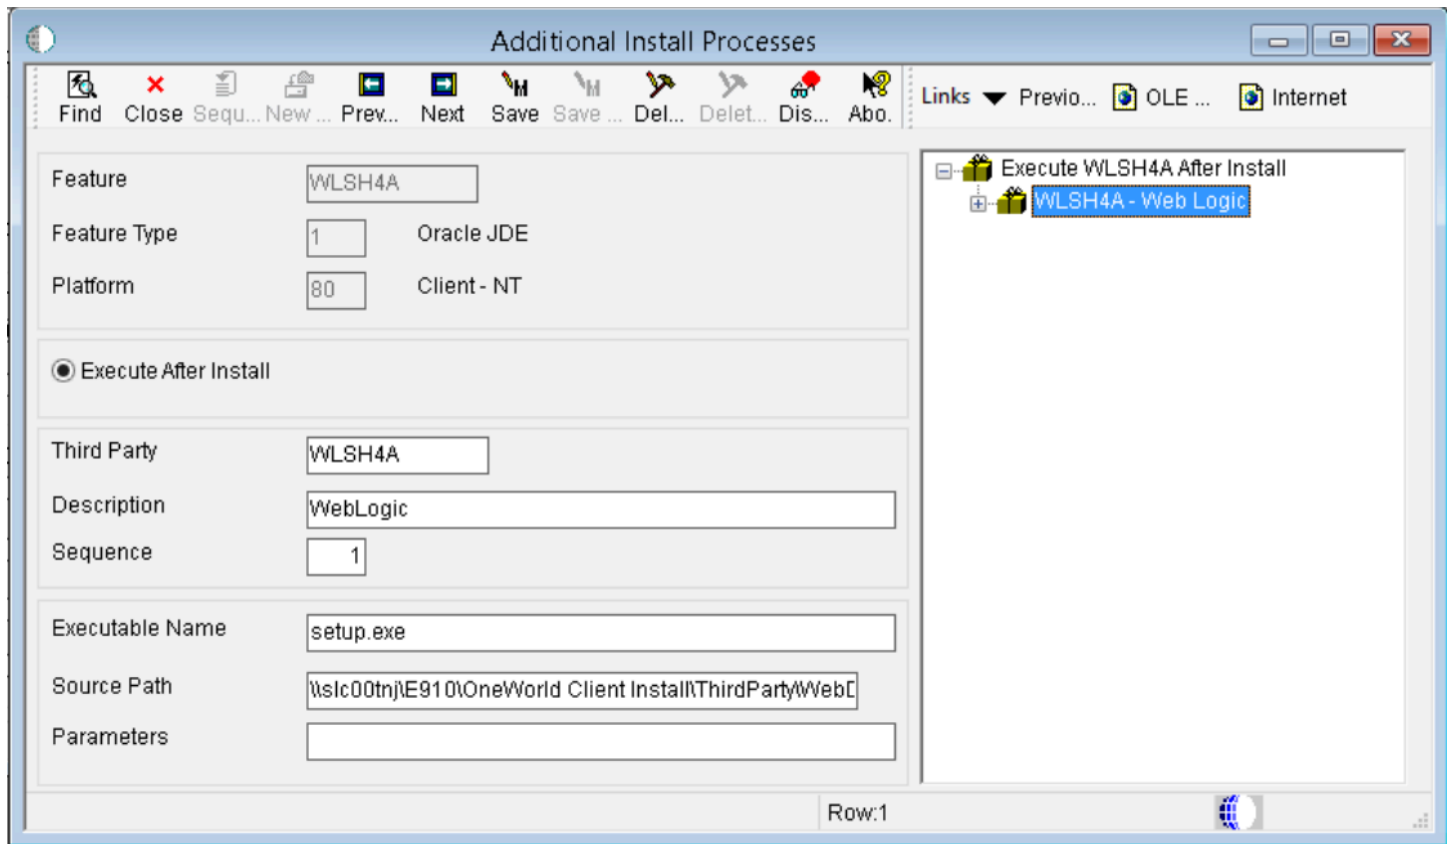 Additional Install Processes
Find Close Sequ... New ... Prev... Next Save Save ... Del... Delet... Dis... Abo. Links Previo... OLE ... Internet
Feature WLSH4A
Feature Type 1 Oracle JDE
Platform 80 Client - NT
Execute After Install
Third Party WLSH4A
Description WebLogic
Sequence 1
Executable Name setup.exe
Source Path \\slc00tnj\E910\OneWorld Client Install\ThirdParty\WebD
Parameters
Execute WLSH4A After Install
WLSH4A - Web Logic
Row:1